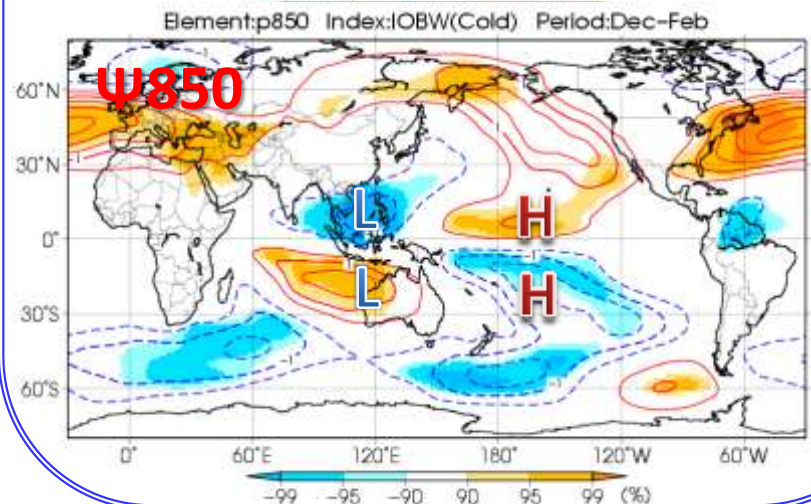 Element:p850 Index:IOBW(Cold) Period:Dec-Feb
Ψ850
60°N
30°N
0°
30°S
60°S
L H
L H
0° 60°E 120°E 180° 120°W 60°W
-99 -95 -90 90 95 99 (%)